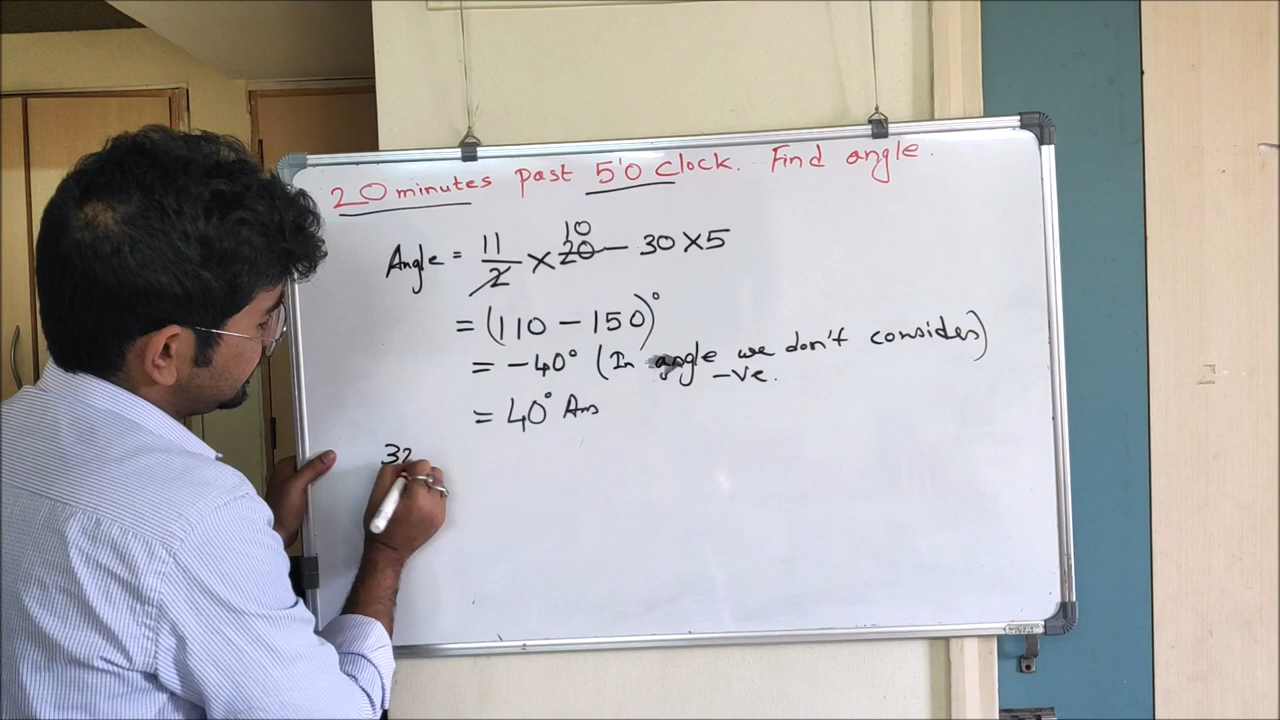 20 minutes past 5'0 Clock. Find angle.
10
Angle = 11/2 × 20 – 30 × 5
= (110 – 150)°
= – 40° (In angle we don't consider)
–Ve.
= 40° Ans
32